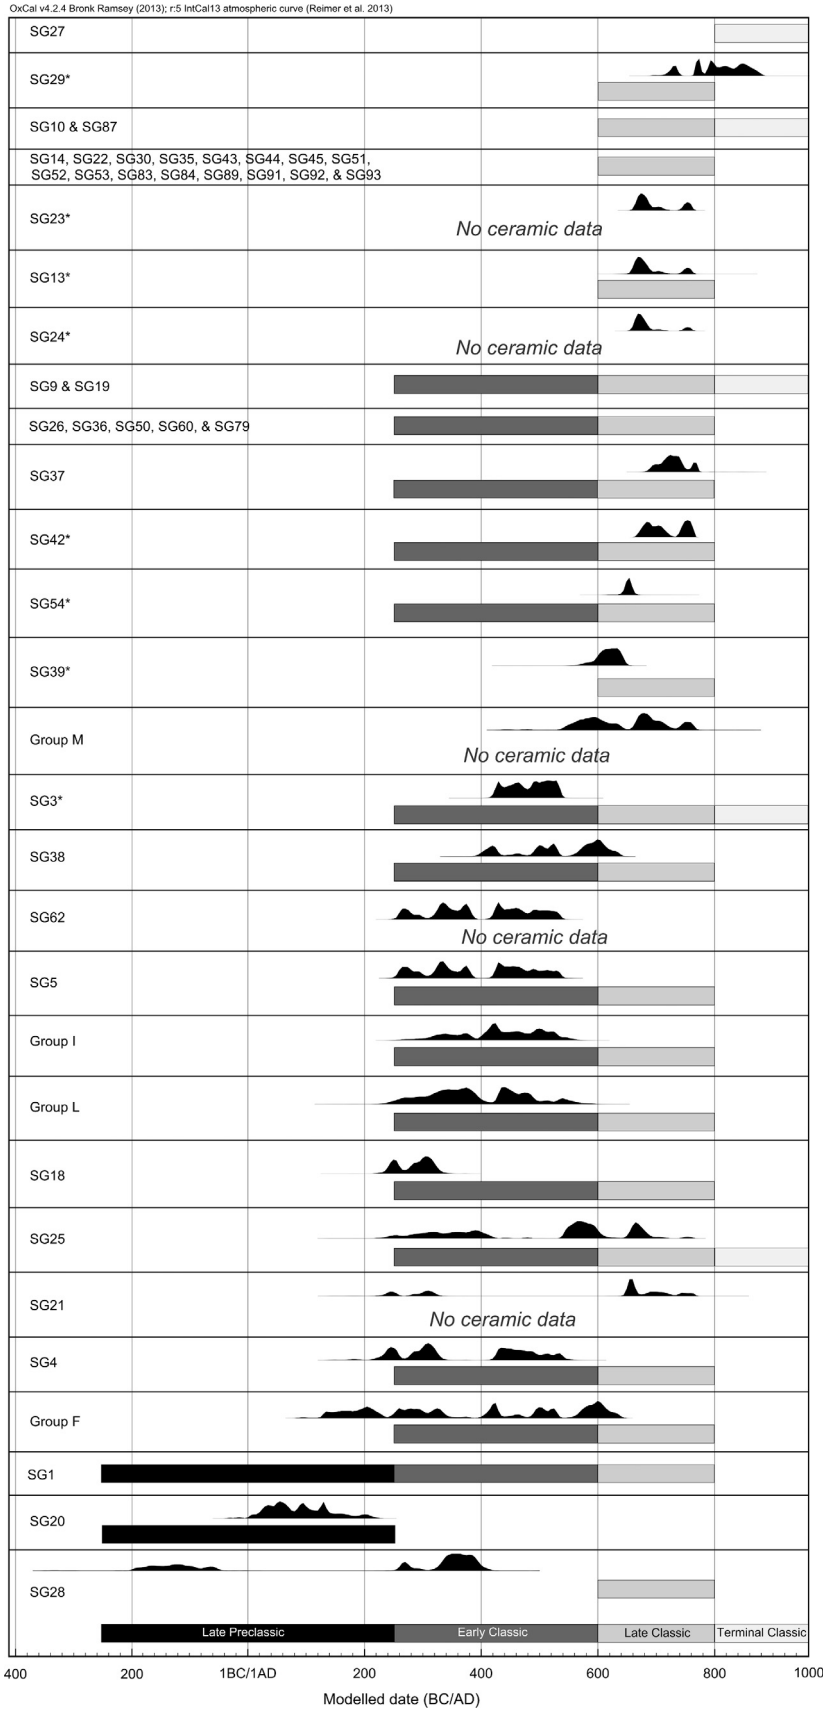 OxCal v4.2.4 Bronk Ramsey (2013); r:5 IntCal13 atmospheric curve (Reimer et al. 2013)
SG27
SG29*
SG10 & SG87
SG14, SG22, SG30, SG35, SG43, SG44, SG45, SG51,
SG52, SG53, SG83, SG84, SG89, SG91, SG92, & SG93
SG23*
No ceramic data
SG13*
SG24*
No ceramic data
SG9 & SG19
SG26, SG36, SG50, SG60, & SG79
SG37
SG42*
SG54*
SG39*
Group M
No ceramic data
SG3*
SG38
SG62
No ceramic data
SG5
Group I
Group L
SG18
SG25
SG21
No ceramic data
SG4
Group F
SG1
SG20
SG28
Late Preclassic Early Classic Late Classic Terminal Classic
400 200 1BC/1AD 200 400 600 800 1000
Modelled date (BC/AD)